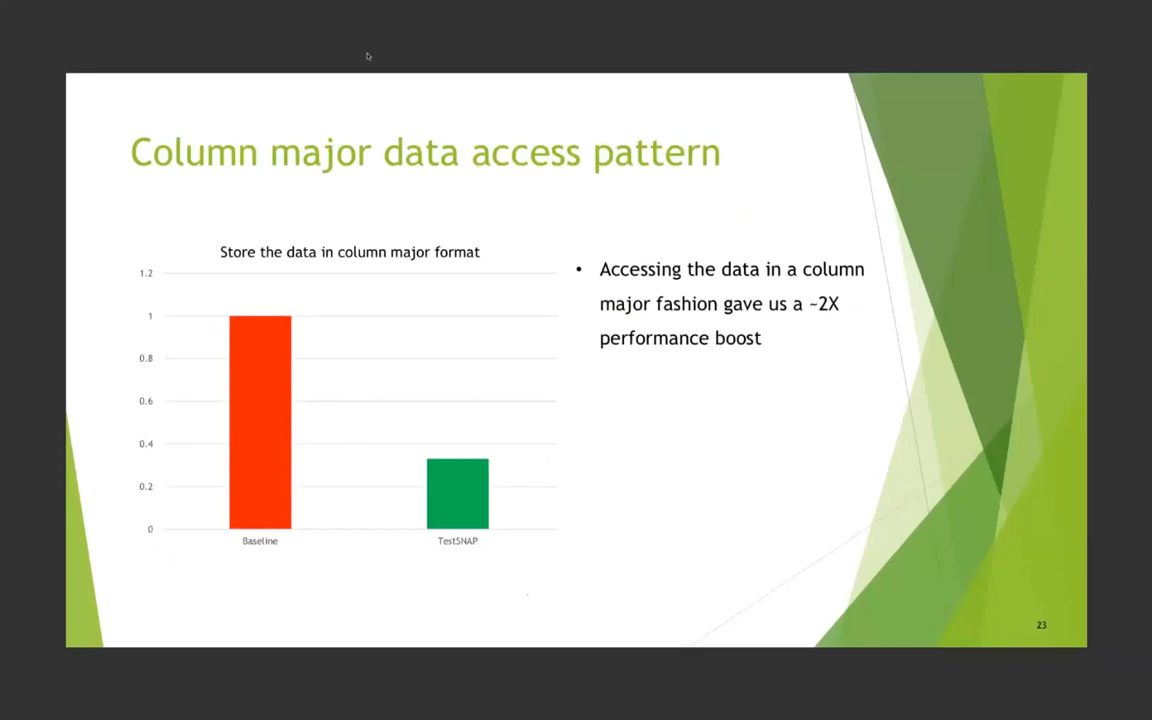 Column major data access pattern
Store the data in column major format
1.2
1
0.8
0.6
0.4
0.2
0
Baseline
TestSNAP
• Accessing the data in a column
major fashion gave us a ~2X
performance boost
23